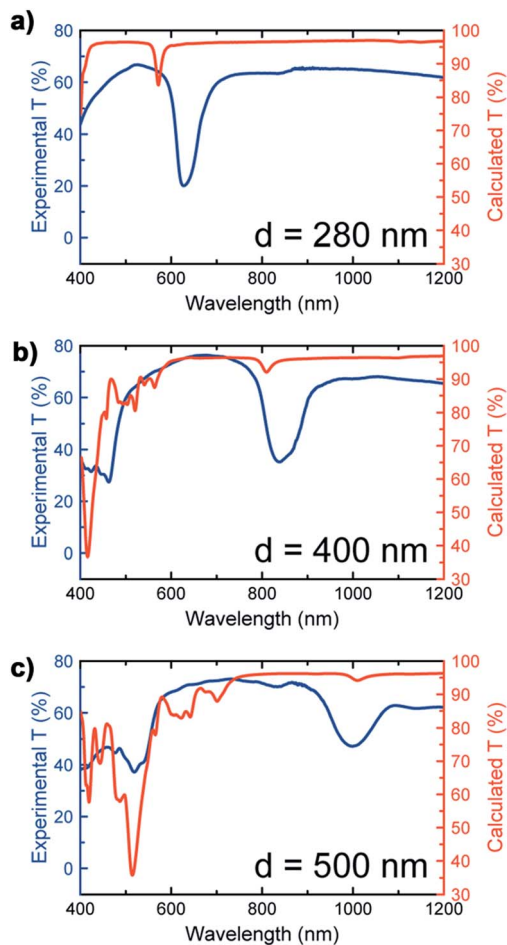 a)
80
60
40
20
0
Experimental T (%)
100
90
80
70
60
50
40
30
Calculated T (%)
d = 280 nm
400 600 800 1000 1200
Wavelength (nm)
b)
80
60
40
20
0
Experimental T (%)
100
90
80
70
60
50
40
30
Calculated T (%)
d = 400 nm
400 600 800 1000 1200
Wavelength (nm)
c)
80
60
40
20
0
Experimental T (%)
100
90
80
70
60
50
40
30
Calculated T (%)
d = 500 nm
400 600 800 1000 1200
Wavelength (nm)